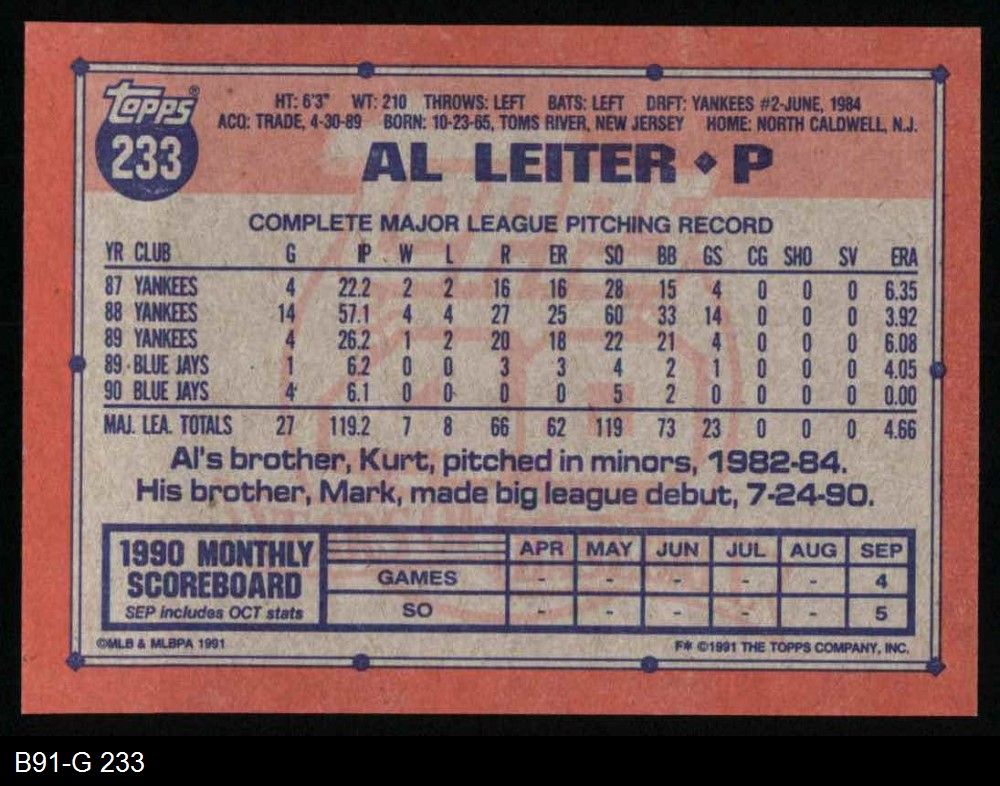 Topps®
233
HT: 6'3" WT: 210 THROWS: LEFT BATS: LEFT DRFT: YANKEES #2-JUNE, 1984
ACQ: TRADE, 4-30-89 BORN: 10-23-65, TOMS RIVER, NEW JERSEY HOME: NORTH CALDWELL, N.J.
AL LEITER ◆ P
COMPLETE MAJOR LEAGUE PITCHING RECORD
YR CLUB G IP W L R ER SO BB GS CG SHO SV ERA
87 YANKEES 4 22.2 2 2 16 16 28 15 4 0 0 0 6.35
88 YANKEES 14 57.1 4 4 27 25 60 33 14 0 0 0 3.92
89 YANKEES 4 26.2 1 2 20 18 22 21 4 0 0 0 6.08
89 BLUE JAYS 1 6.2 0 0 3 3 4 2 1 0 0 0 4.05
90 BLUE JAYS 4 6.1 0 0 0 0 5 2 0 0 0 0 0.00
MAJ. LEA. TOTALS 27 119.2 7 8 66 62 119 73 23 0 0 0 4.66
Al's brother, Kurt, pitched in minors, 1982-84.
His brother, Mark, made big league debut, 7-24-90.
1990 MONTHLY SCOREBOARD
SEP includes OCT stats
APR MAY JUN JUL AUG SEP
GAMES - - - - - 4
SO - - - - - 5
©MLB & MLBPA 1991
F* ©1991 THE TOPPS COMPANY, INC.
B91-G 233